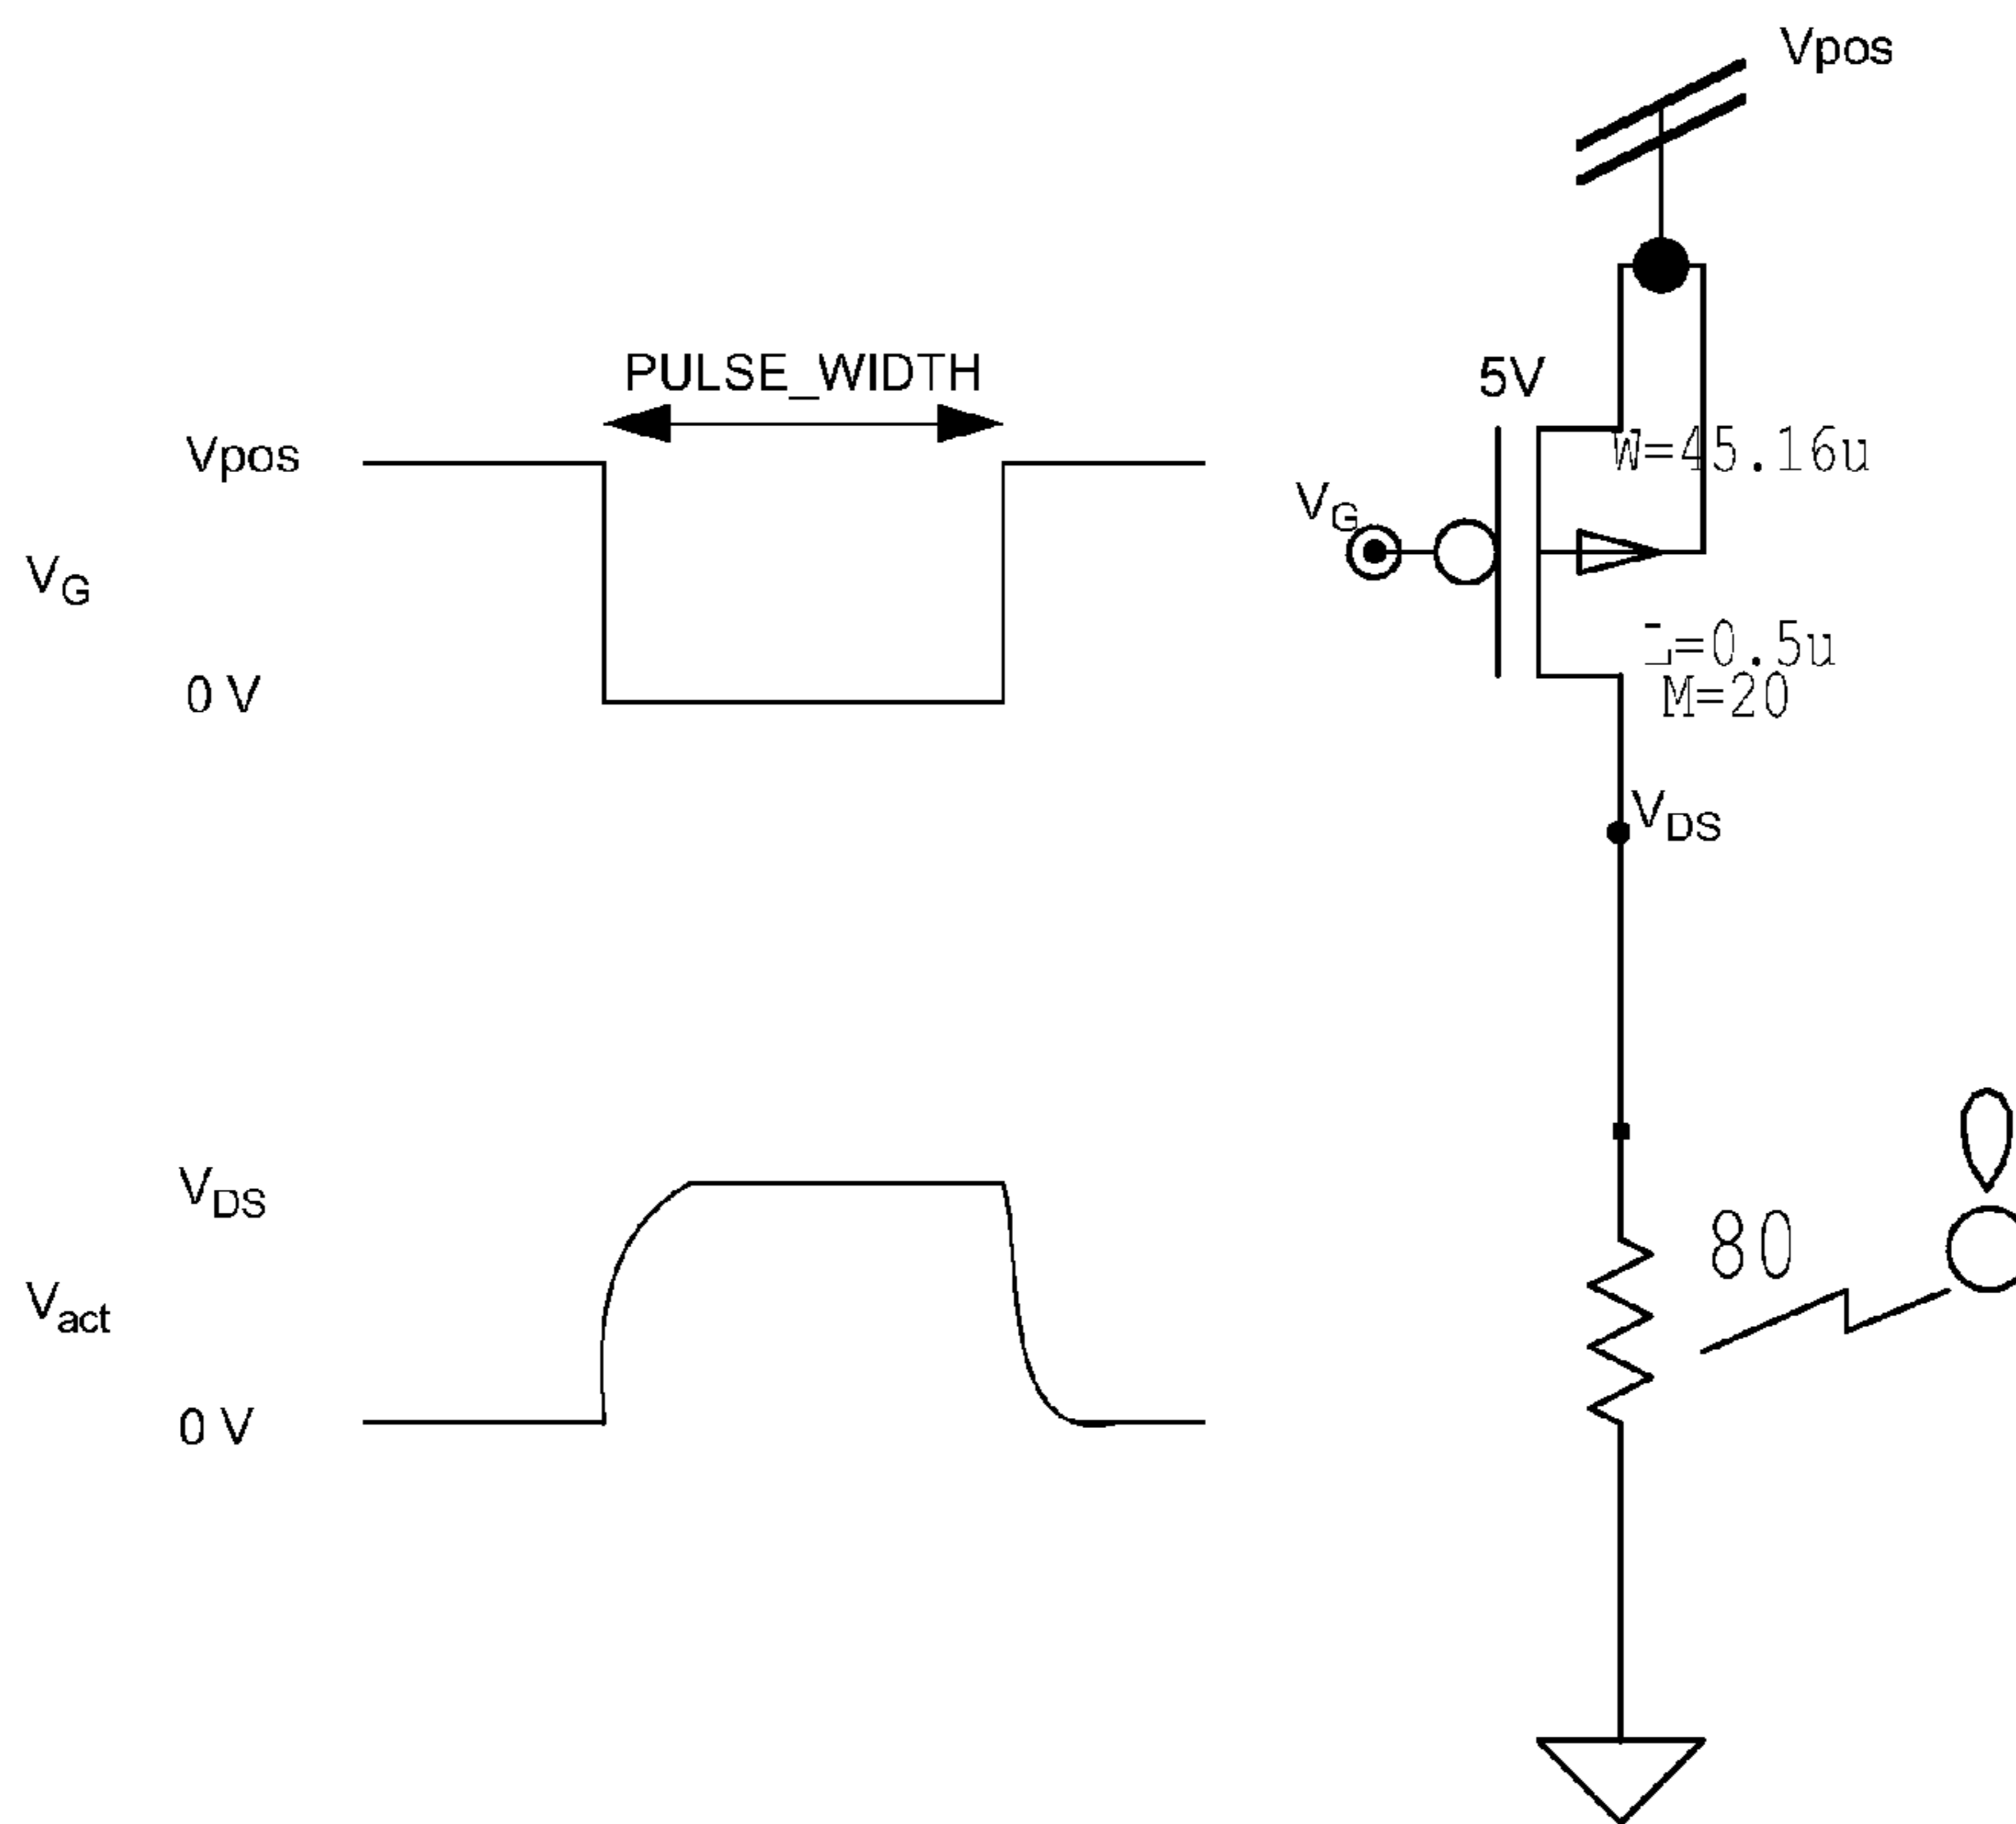 Vpos
PULSE_WIDTH
5V
Vpos
W=45.16u
VG
VG
L=0.5u
0 V
M=20
VDS
VDS
80
Vact
0 V